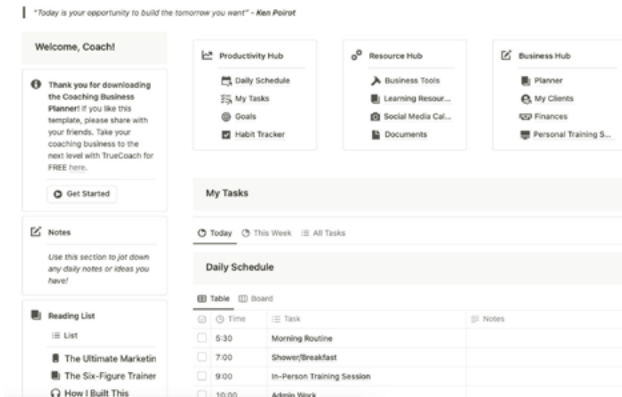 "Today is your opportunity to build the tomorrow you want" - Ken Poirot
Welcome, Coach!
Thank you for downloading
the Coaching Business
Planner! If you like this
template, please share with
your friends. Take your
coaching business to the
next level with TrueCoach for
FREE here.
Get Started
Notes
Use this section to jot down
any daily notes or ideas you
have!
Reading List
List
The Ultimate Marketin
The Six-Figure Trainer
How I Built This
Productivity Hub
Daily Schedule
My Tasks
Goals
Habit Tracker
Resource Hub
Business Tools
Learning Resour...
Social Media Cal...
Documents
Business Hub
Planner
My Clients
Finances
Personal Training S...
My Tasks
Today This Week All Tasks
Daily Schedule
Table Board
Time Task Notes
5:30 Morning Routine
7:00 Shower/Breakfast
9:00 In-Person Training Session
10:00 Admin Work